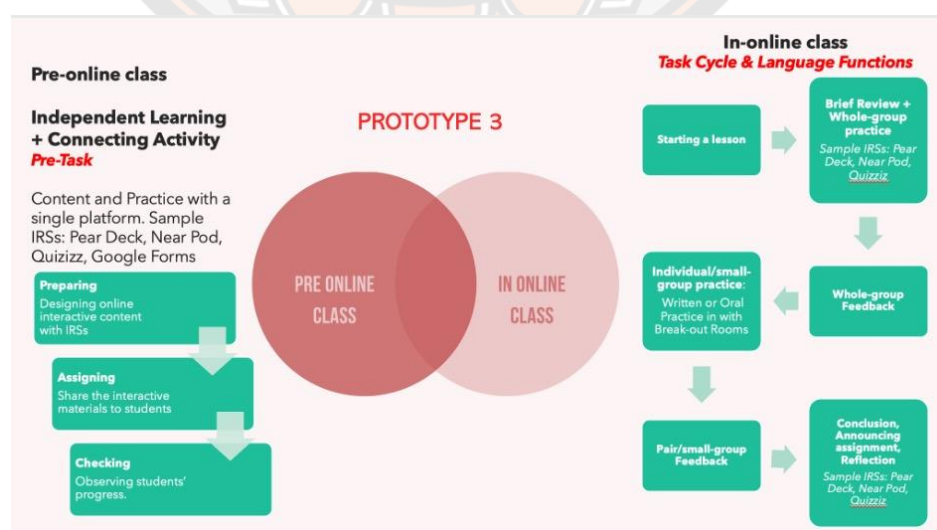 Pre-online class
Independent Learning
+ Connecting Activity
Pre-Task
Content and Practice with a
single platform. Sample
IRSs: Pear Deck, Near Pod,
Quizizz, Google Forms
Preparing
Designing online
interactive content
with IRSs
Assigning
Share the interactive
materials to students
Checking
Observing students'
progress.
PROTOTYPE 3
PRE ONLINE
CLASS
IN ONLINE
CLASS
In-online class
Task Cycle & Language Functions
Starting a lesson
Brief Review +
Whole-group
practice
Sample IRSs: Pear
Deck, Near Pod,
Quizziz
Whole-group
Feedback
Individual/small-
group practice:
Written or Oral
Practice in with
Break-out Rooms
Pair/small-group
Feedback
Conclusion,
Announcing
assignment,
Reflection
Sample IRSs: Pear
Deck, Near Pod,
Quizziz